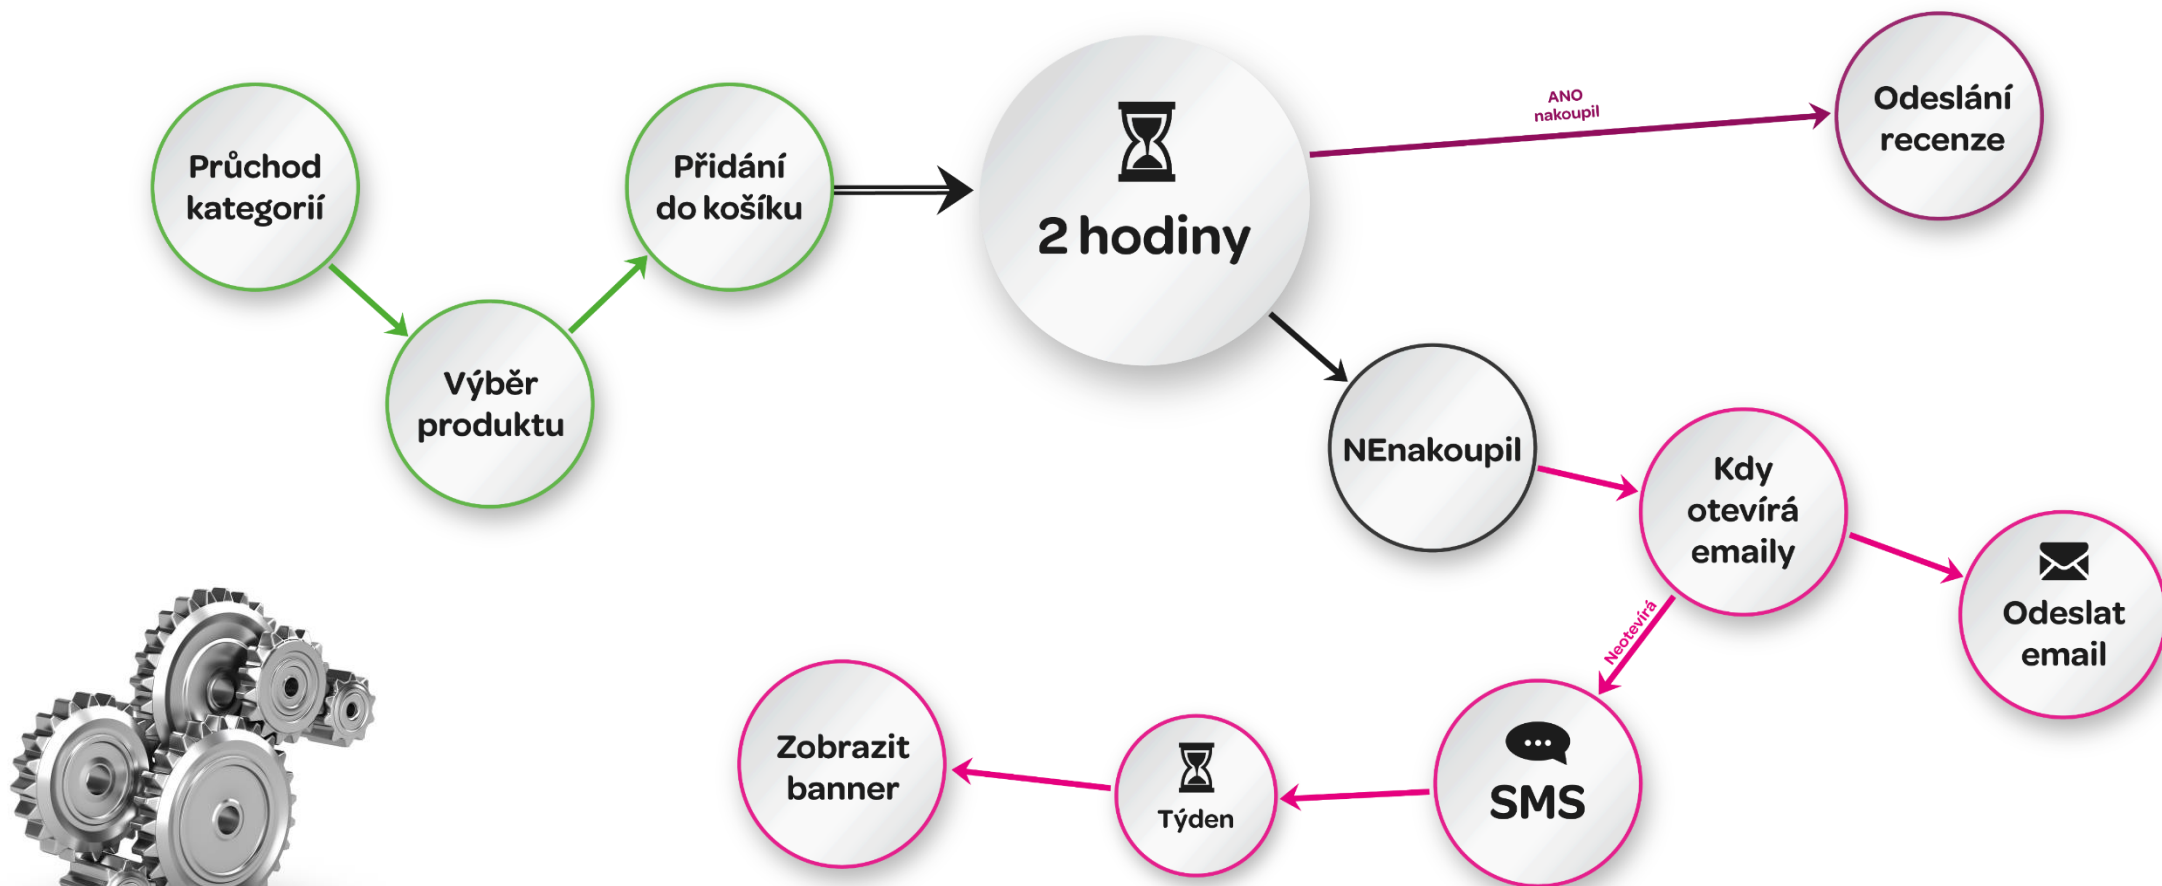 Průchod
kategorií
Výběr
produktu
Přidání
do košíku
2 hodiny
ANO
nakoupil
Odeslání
recenze
NEnakoupil
Kdy
otevírá
emaily
Odeslat
email
Neotevírá
SMS
Týden
Zobrazit
banner